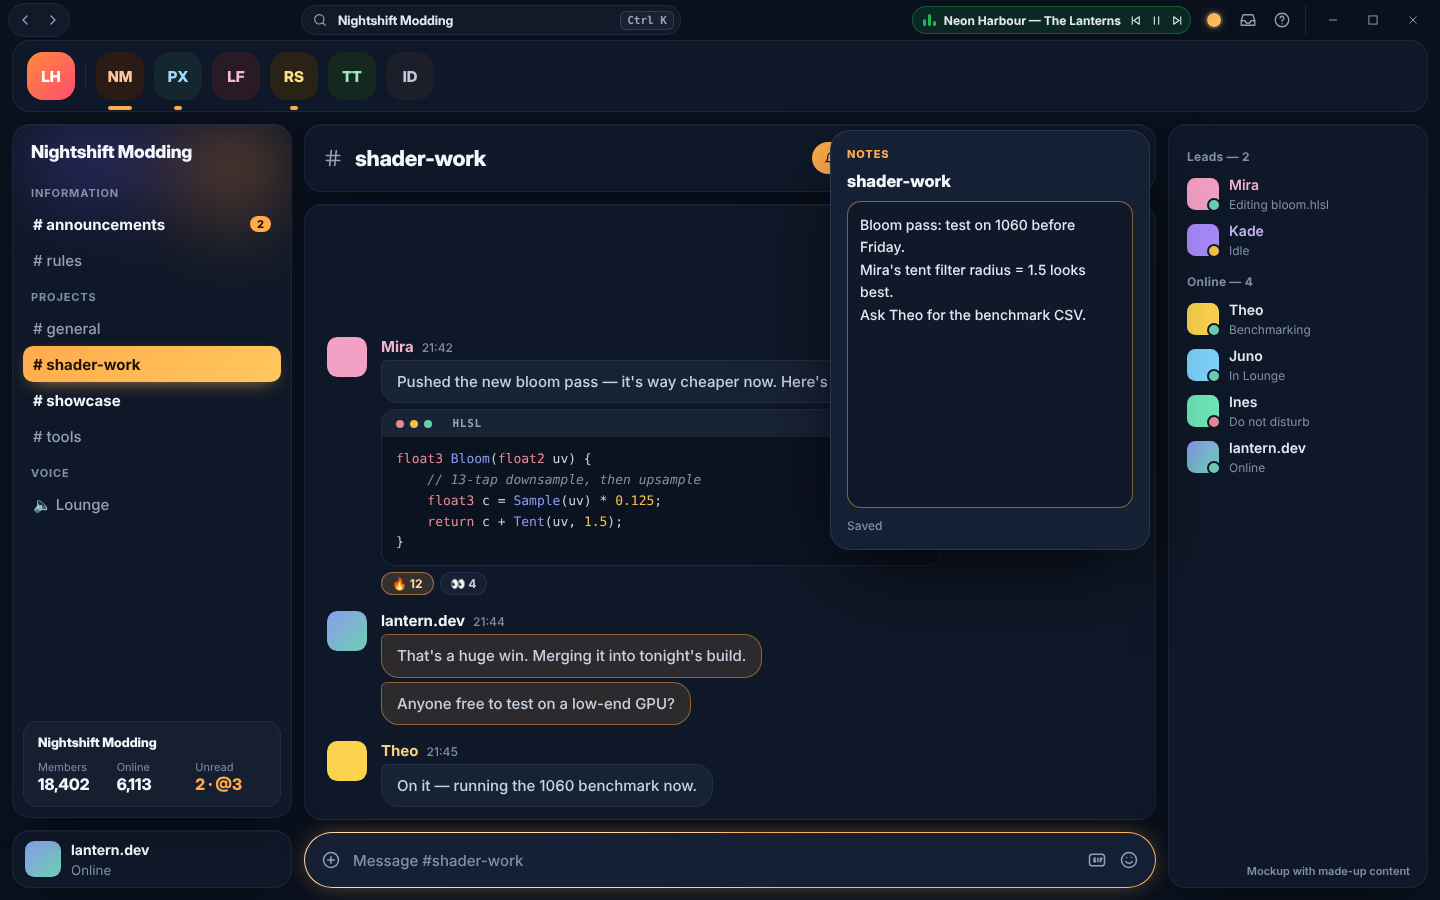 Nightshift Modding
Ctrl K
Neon Harbour — The Lanterns
LH
NM
PX
LF
RS
TT
ID
Nightshift Modding
INFORMATION
# announcements
2
# rules
PROJECTS
# general
# shader-work
# showcase
# tools
VOICE
Lounge
Nightshift Modding
Members
Online
Unread
18,402
6,113
2 · @3
lantern.dev
Online
# shader-work
Mira 21:42
Pushed the new bloom pass — it's way cheaper now. Here's
HLSL
float3 Bloom(float2 uv) {
// 13-tap downsample, then upsample
float3 c = Sample(uv) * 0.125;
return c + Tent(uv, 1.5);
}
12
4
lantern.dev 21:44
That's a huge win. Merging it into tonight's build.
Anyone free to test on a low-end GPU?
Theo 21:45
On it — running the 1060 benchmark now.
Message #shader-work
GIF
NOTES
shader-work
Bloom pass: test on 1060 before
Friday.
Mira's tent filter radius = 1.5 looks
best.
Ask Theo for the benchmark CSV.
Saved
Leads — 2
Mira
Editing bloom.hlsl
Kade
Idle
Online — 4
Theo
Benchmarking
Juno
In Lounge
Ines
Do not disturb
lantern.dev
Online
Mockup with made-up content